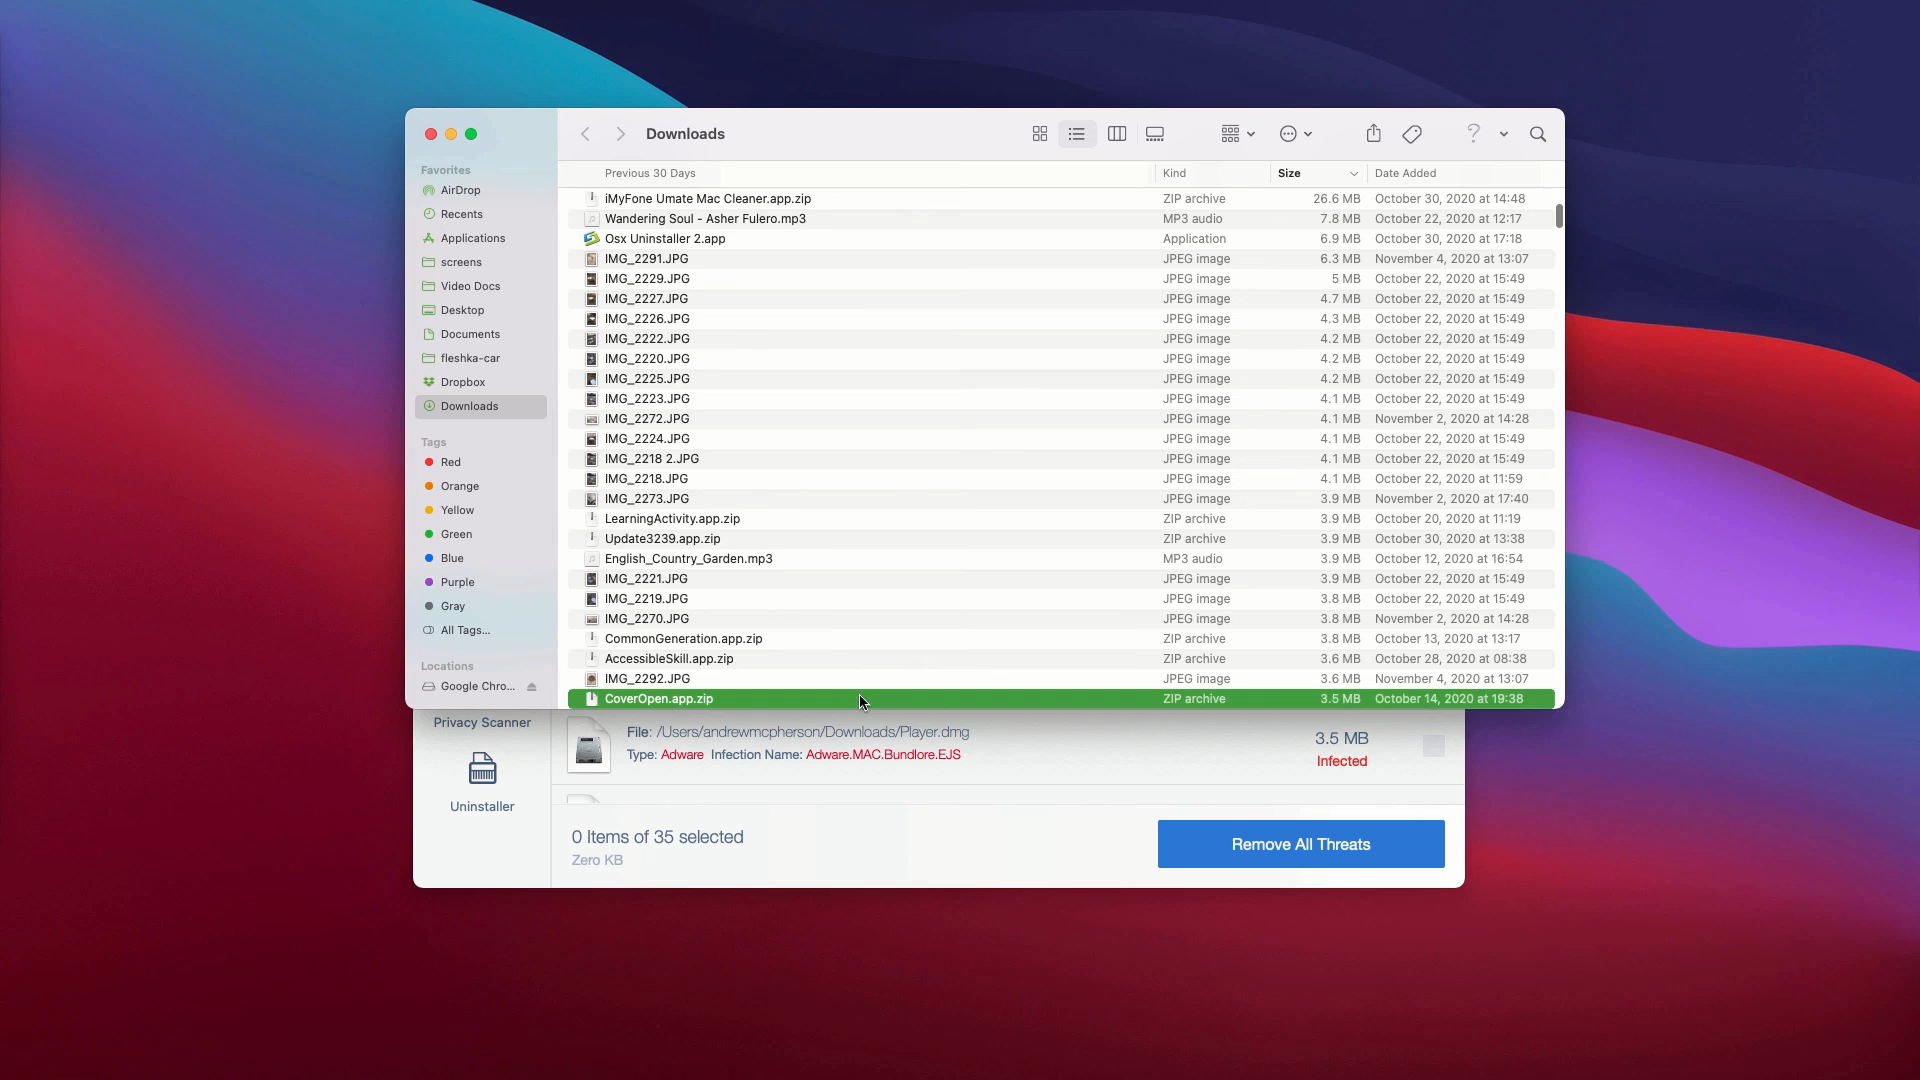 Downloads
Favorites
AirDrop
Recents
Applications
screens
Video Docs
Desktop
Documents
fleshka-car
Dropbox
Downloads
Tags
Red
Orange
Yellow
Green
Blue
Purple
Gray
All Tags...
Locations
Google Chro...
Previous 30 Days Kind Size Date Added
iMyFone Umate Mac Cleaner.app.zip ZIP archive 26.6 MB October 30, 2020 at 14:48
Wandering Soul - Asher Fulero.mp3 MP3 audio 7.8 MB October 22, 2020 at 12:17
Osx Uninstaller 2.app Application 6.9 MB October 30, 2020 at 17:18
IMG_2291.JPG JPEG image 6.3 MB November 4, 2020 at 13:07
IMG_2229.JPG JPEG image 5 MB October 22, 2020 at 15:49
IMG_2227.JPG JPEG image 4.7 MB October 22, 2020 at 15:49
IMG_2226.JPG JPEG image 4.3 MB October 22, 2020 at 15:49
IMG_2222.JPG JPEG image 4.2 MB October 22, 2020 at 15:49
IMG_2220.JPG JPEG image 4.2 MB October 22, 2020 at 15:49
IMG_2225.JPG JPEG image 4.2 MB October 22, 2020 at 15:49
IMG_2223.JPG JPEG image 4.1 MB October 22, 2020 at 15:49
IMG_2272.JPG JPEG image 4.1 MB November 2, 2020 at 14:28
IMG_2224.JPG JPEG image 4.1 MB October 22, 2020 at 15:49
IMG_2218 2.JPG JPEG image 4.1 MB October 22, 2020 at 15:49
IMG_2218.JPG JPEG image 4.1 MB October 22, 2020 at 11:59
IMG_2273.JPG JPEG image 3.9 MB November 2, 2020 at 17:40
LearningActivity.app.zip ZIP archive 3.9 MB October 20, 2020 at 11:19
Update3239.app.zip ZIP archive 3.9 MB October 30, 2020 at 13:38
English_Country_Garden.mp3 MP3 audio 3.9 MB October 12, 2020 at 16:54
IMG_2221.JPG JPEG image 3.9 MB October 22, 2020 at 15:49
IMG_2219.JPG JPEG image 3.8 MB October 22, 2020 at 15:49
IMG_2270.JPG JPEG image 3.8 MB November 2, 2020 at 14:28
CommonGeneration.app.zip ZIP archive 3.8 MB October 13, 2020 at 13:17
AccessibleSkill.app.zip ZIP archive 3.6 MB October 28, 2020 at 08:38
IMG_2292.JPG JPEG image 3.6 MB November 4, 2020 at 13:07
CoverOpen.app.zip ZIP archive 3.5 MB October 14, 2020 at 19:38
Privacy Scanner
Uninstaller
File: /Users/andrewmcpherson/Downloads/Player.dmg
Type: Adware Infection Name: Adware.MAC.Bundlore.EJS
3.5 MB
Infected
0 Items of 35 selected
Zero KB
Remove All Threats